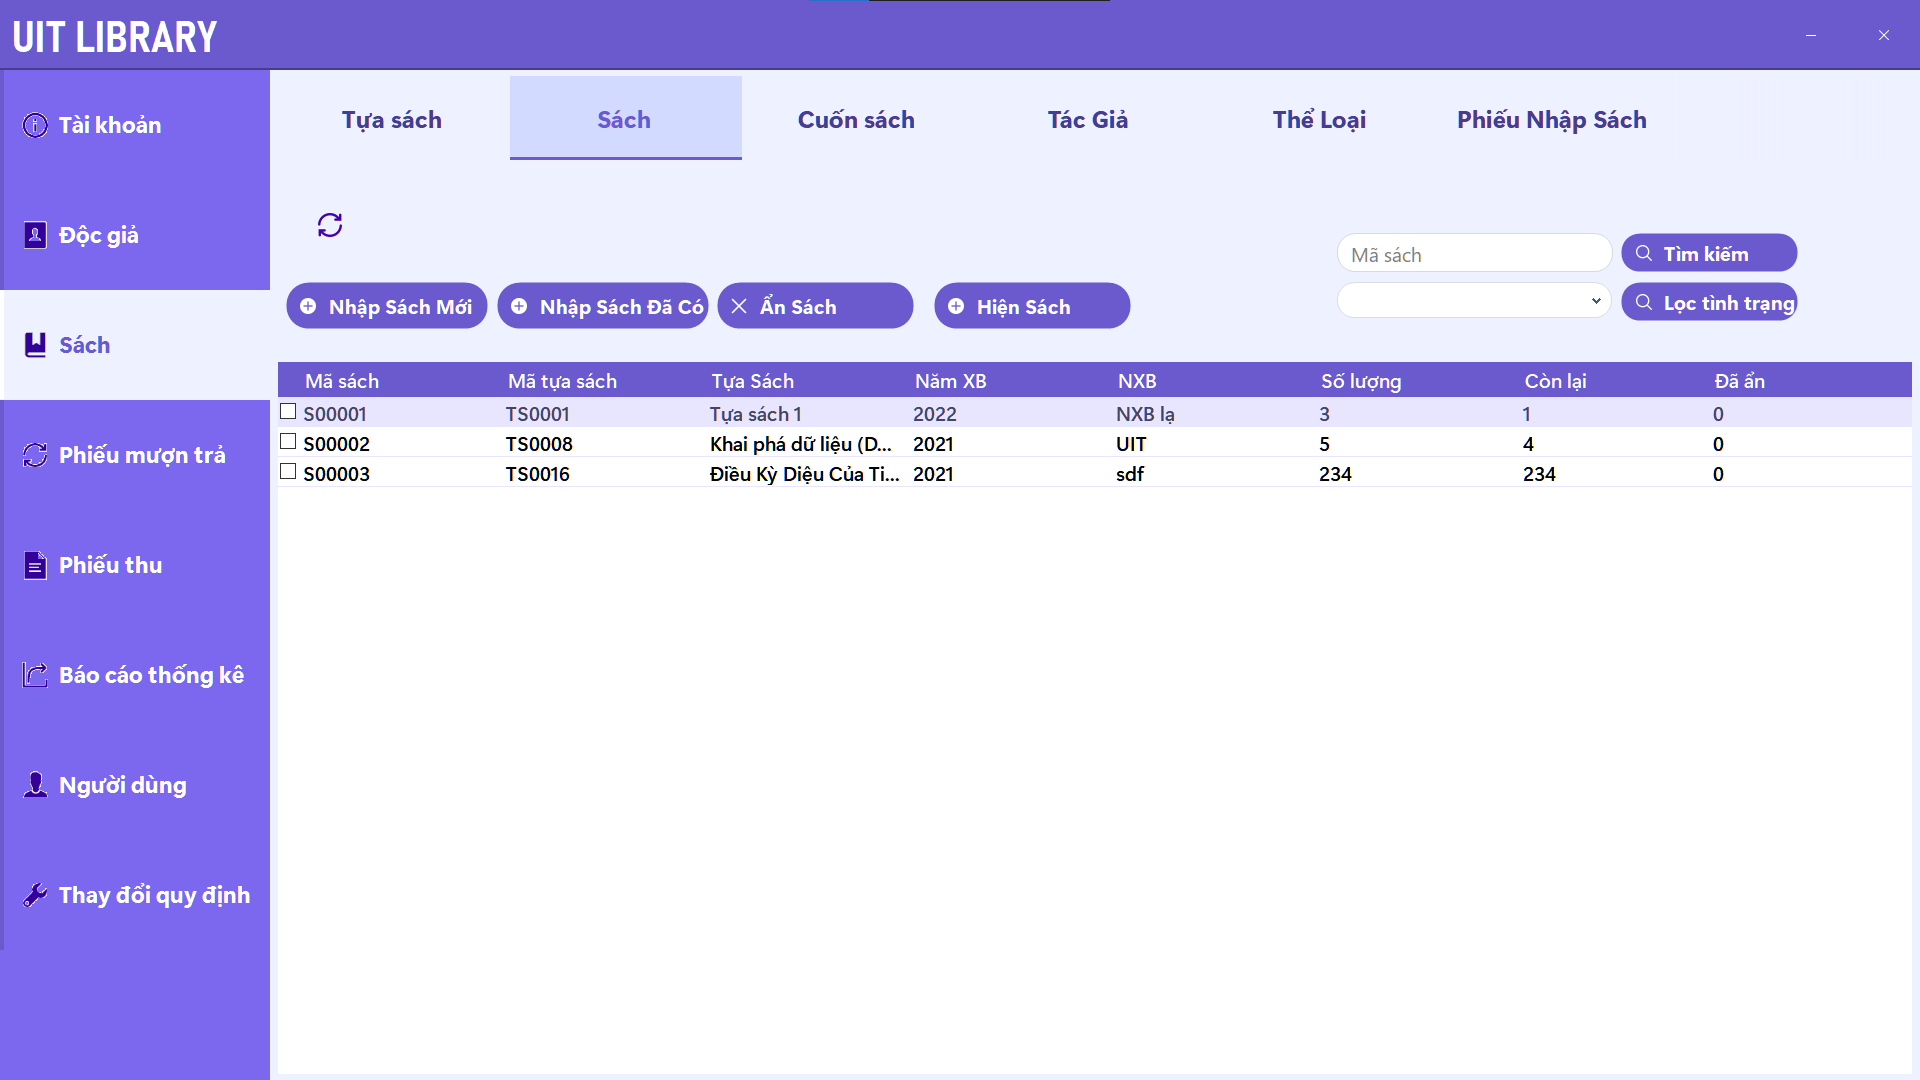 UIT LIBRARY
Tài khoản
Độc giả
Sách
Phiếu mượn trả
Phiếu thu
Báo cáo thống kê
Người dùng
Thay đổi quy định
Tựa sách Sách Cuốn sách Tác Giả Thể Loại Phiếu Nhập Sách
Mã sách Tìm kiếm
Nhập Sách Mới Nhập Sách Đã Có Ẩn Sách Hiện Sách Lọc tình trạng
Mã sách Mã tựa sách Tựa Sách Năm XB NXB Số lượng Còn lại Đã ẩn
S00001 TS0001 Tựa sách 1 2022 NXB lạ 3 1 0
S00002 TS0008 Khai phá dữ liệu (D... 2021 UIT 5 4 0
S00003 TS0016 Điều Kỳ Diệu Của Ti... 2021 sdf 234 234 0